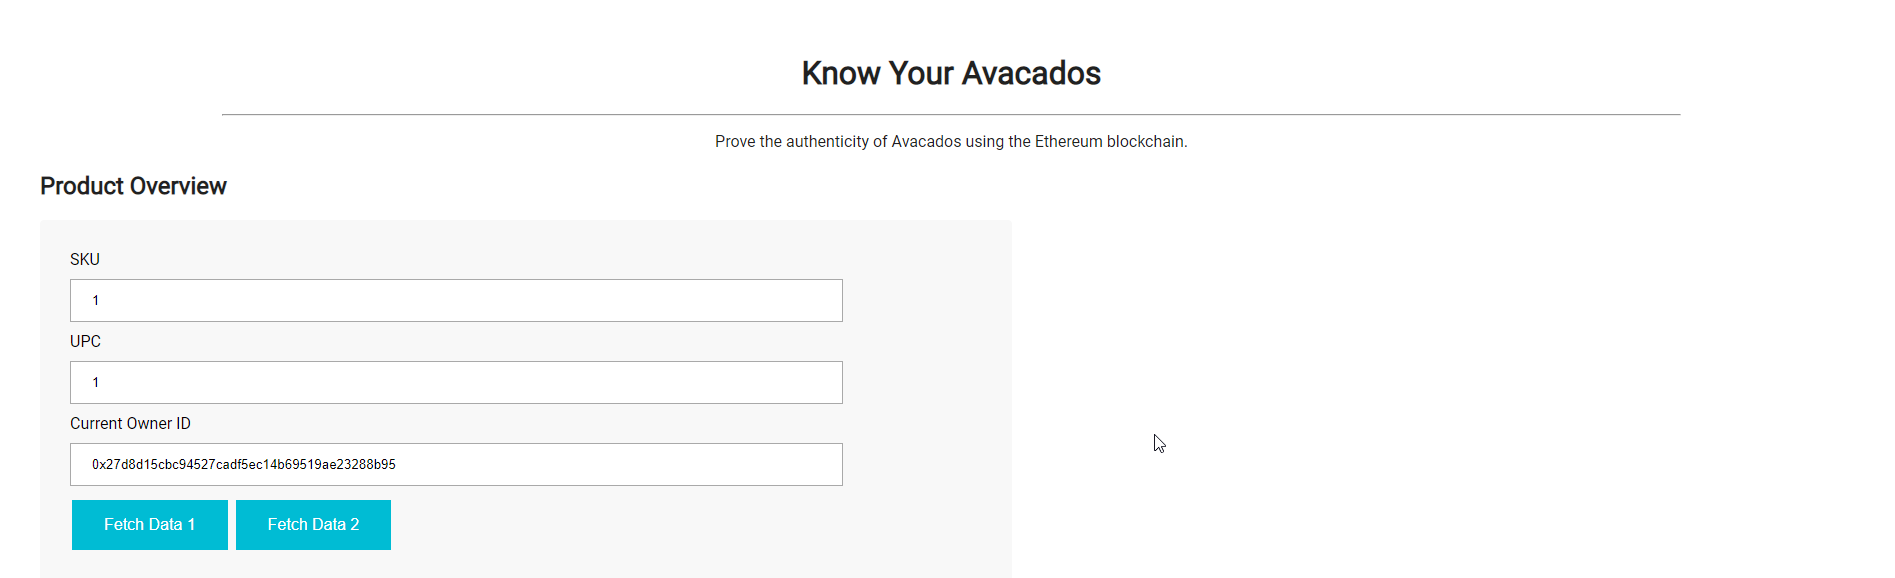 Know Your Avacados
Prove the authenticity of Avacados using the Ethereum blockchain.
Product Overview
SKU
1
UPC
1
Current Owner ID
0x27d8d15cbc94527cadf5ec14b69519ae23288b95
Fetch Data 1 Fetch Data 2